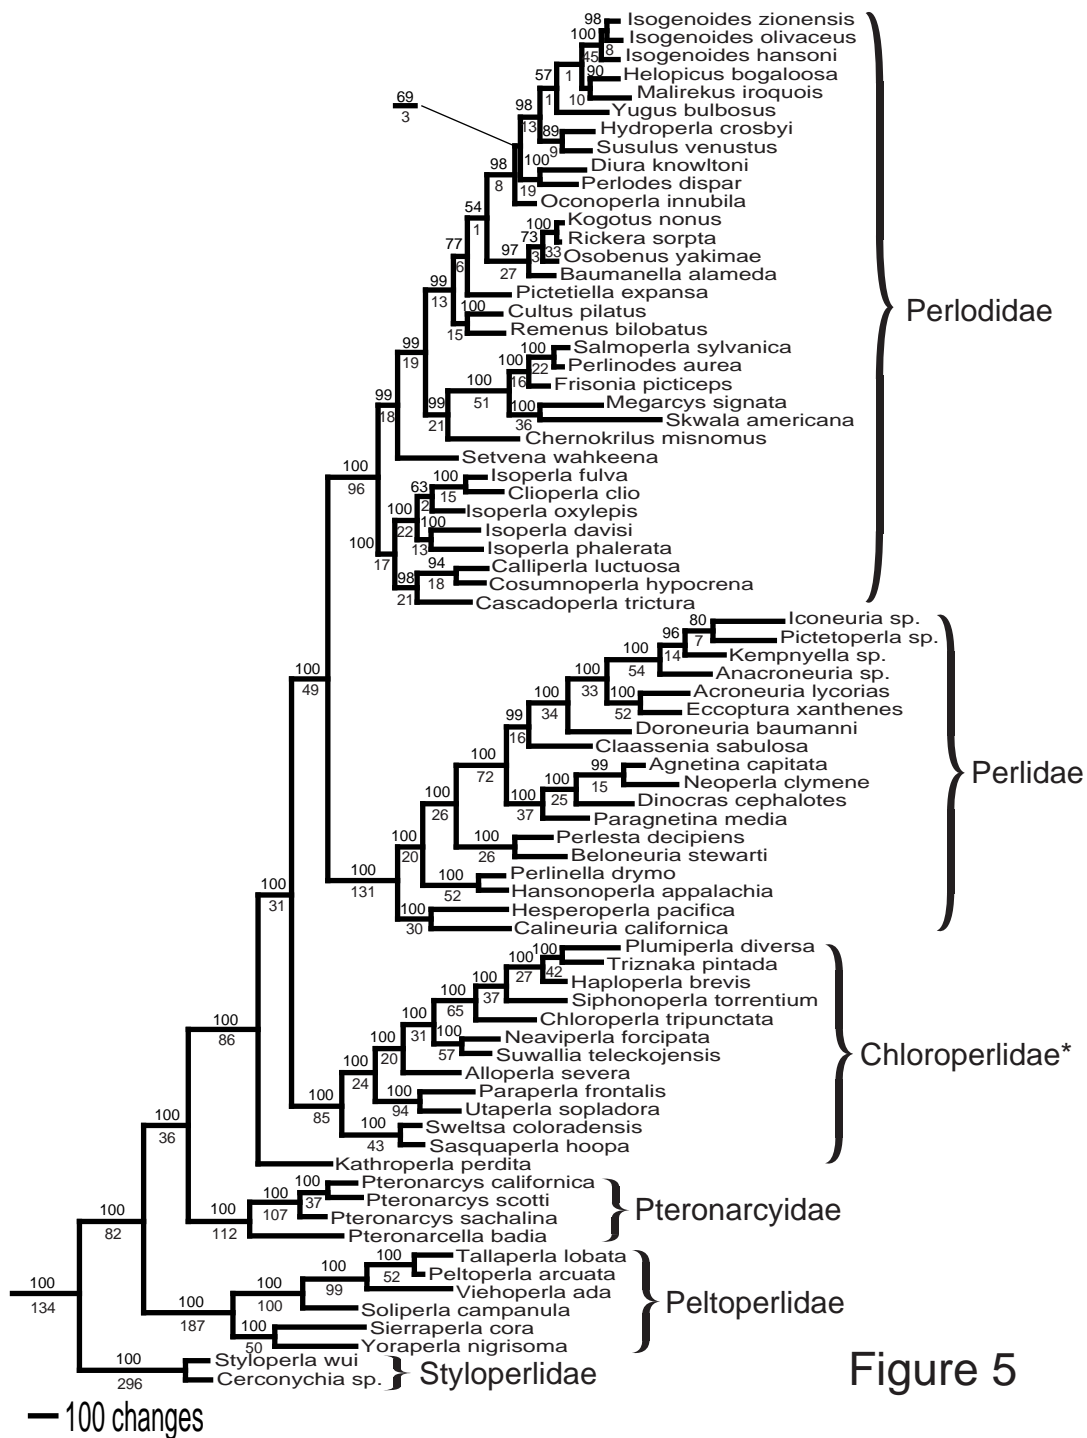 98
Isogenoides zionensis
100
Isogenoides olivaceus
8
45
Isogenoides hansoni
57
1
90
Helopicus bogaloosa
69
3
1
10
Malirekus iroquois
98
Yugus bulbosus
13
89
Hydroperla crosbyi
9
Susulus venustus
98
100
Diura knowltoni
8
19
Perlodes dispar
Oconoperla innubila
54
1
100
Kogotus nonus
73
Rickera sorpta
97
3
33
Osobenus yakimae
27
Baumanella alameda
77
6
Pictetiella expansa
99
13
100
Cultus pilatus
15
Remenus bilobatus
Perlodidae
99
19
100
Salmoperla sylvanica
100
22
Perlinodes aurea
100
16
Frisonia picticeps
99
51
100
Megarcys signata
21
36
Skwala americana
Chernokrilus misnomus
99
18
Setvena wahkeena
100
96
100
Isoperla fulva
63
15
Clioperla clio
100
2
Isoperla oxylepis
22
100
Isoperla davisi
100
13
Isoperla phalerata
17
94
Calliperla luctuosa
98
18
Cosumnoperla hypocrena
21
Cascadoperla trictura
80
Iconeuria sp.
96
7
Pictetoperla sp.
100
14
Kempnyella sp.
100
54
Anacroneuria sp.
100
49
33
100
Acroneuria lycorias
100
52
Eccoptura xanthenes
99
34
Doroneuria baumanni
16
Claassenia sabulosa
100
72
99
Agnetina capitata
Perlidae
100
15
Neoperla clymene
100
25
Dinocras cephalotes
100
26
37
Paragnetina media
100
20
100
Perlesta decipiens
26
Beloneuria stewarti
100
131
100
Perlinella drymo
52
Hansonoperla appalachia
100
31
100
Hesperoperla pacifica
30
Calineuria californica
100
Plumiperla diversa
100
42
Triznaka pintada
100
27
Haploperla brevis
100
37
Siphonoperla torrentium
100
65
Chloroperla tripunctata
100
86
31
100
Neaviperla forcipata
100
20
57
Suwallia teleckojensis
Chloroperlidae*
100
24
Alloperla severa
100
Paraperla frontalis
100
85
94
Utaperla sopladora
100
36
100
Sweltsa coloradensis
43
Sasquaperla hoopa
Kathroperla perdita
100
Pteronarcys californica
100
37
Pteronarcys scotti
100
82
107
Pteronarcys sachalina
Pteronarcyidae
100
112
Pteronarcella badia
100
Tallaperla lobata
100
52
Peltoperla arcuata
100
134
100
99
Viehoperla ada
100
100
Soliperla campanula
Peltoperlidae
187
100
Sierraperla cora
50
Yoraperla nigrisoma
100
296
Styloperla wui
Cerconychia sp.
Styloperlidae
Figure 5
100 changes